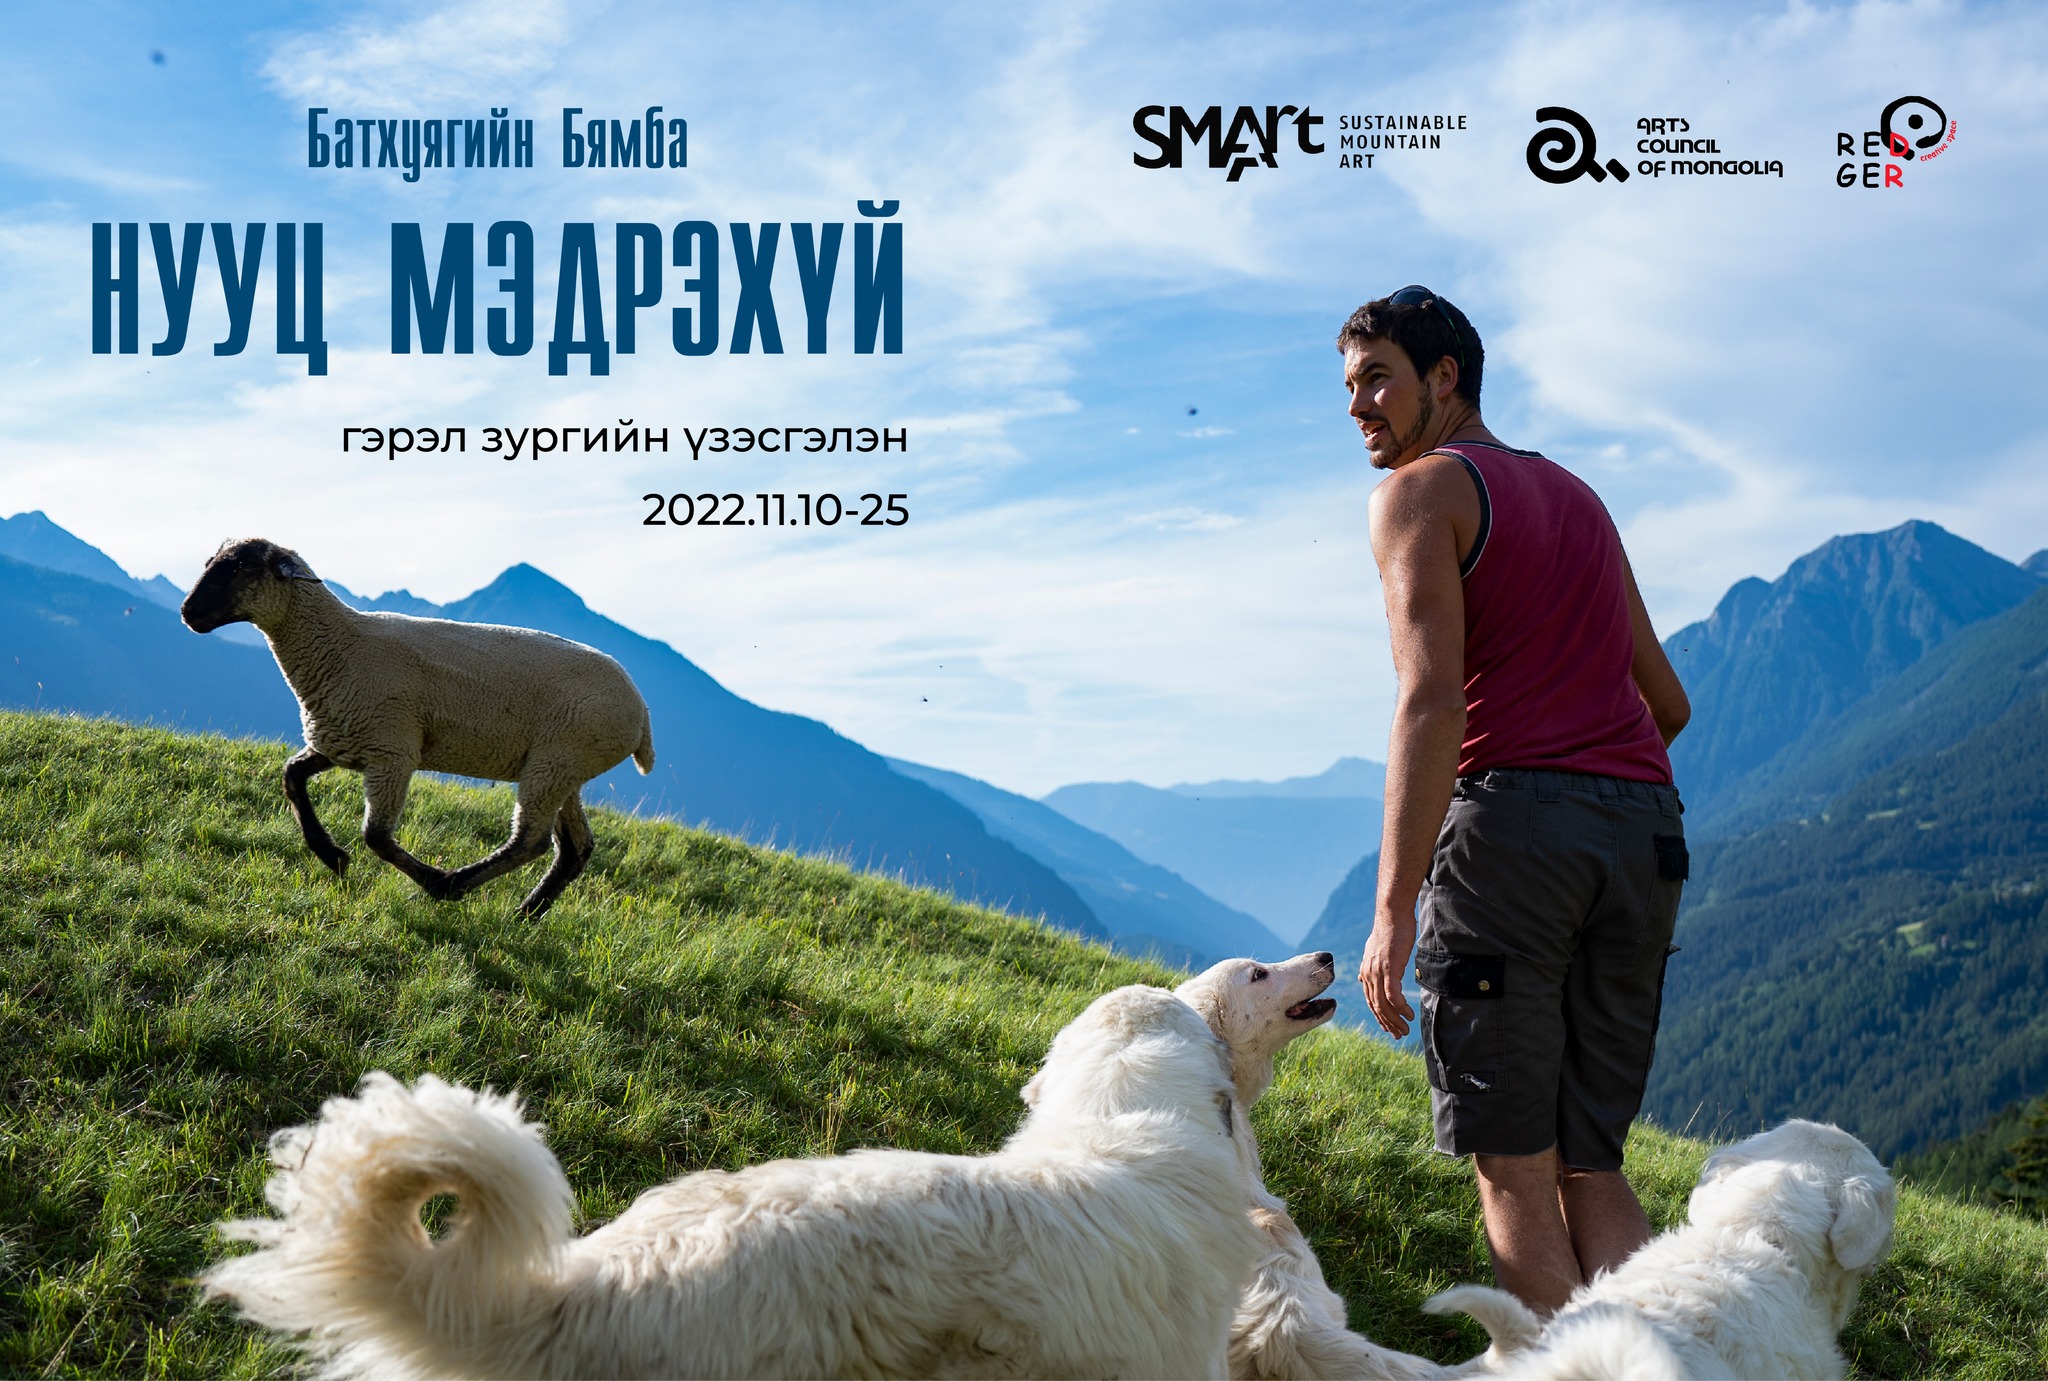 Батхуягийн Бямба
НУУЦ МЭДРЭХҮЙ
гэрэл зургийн үзэсгэлэн
2022.11.10-25
SMArt
SUSTAINABLE
MOUNTAIN
ART
ARTS
COUNCIL
OF MONGOLIA
RED
GER
creative space